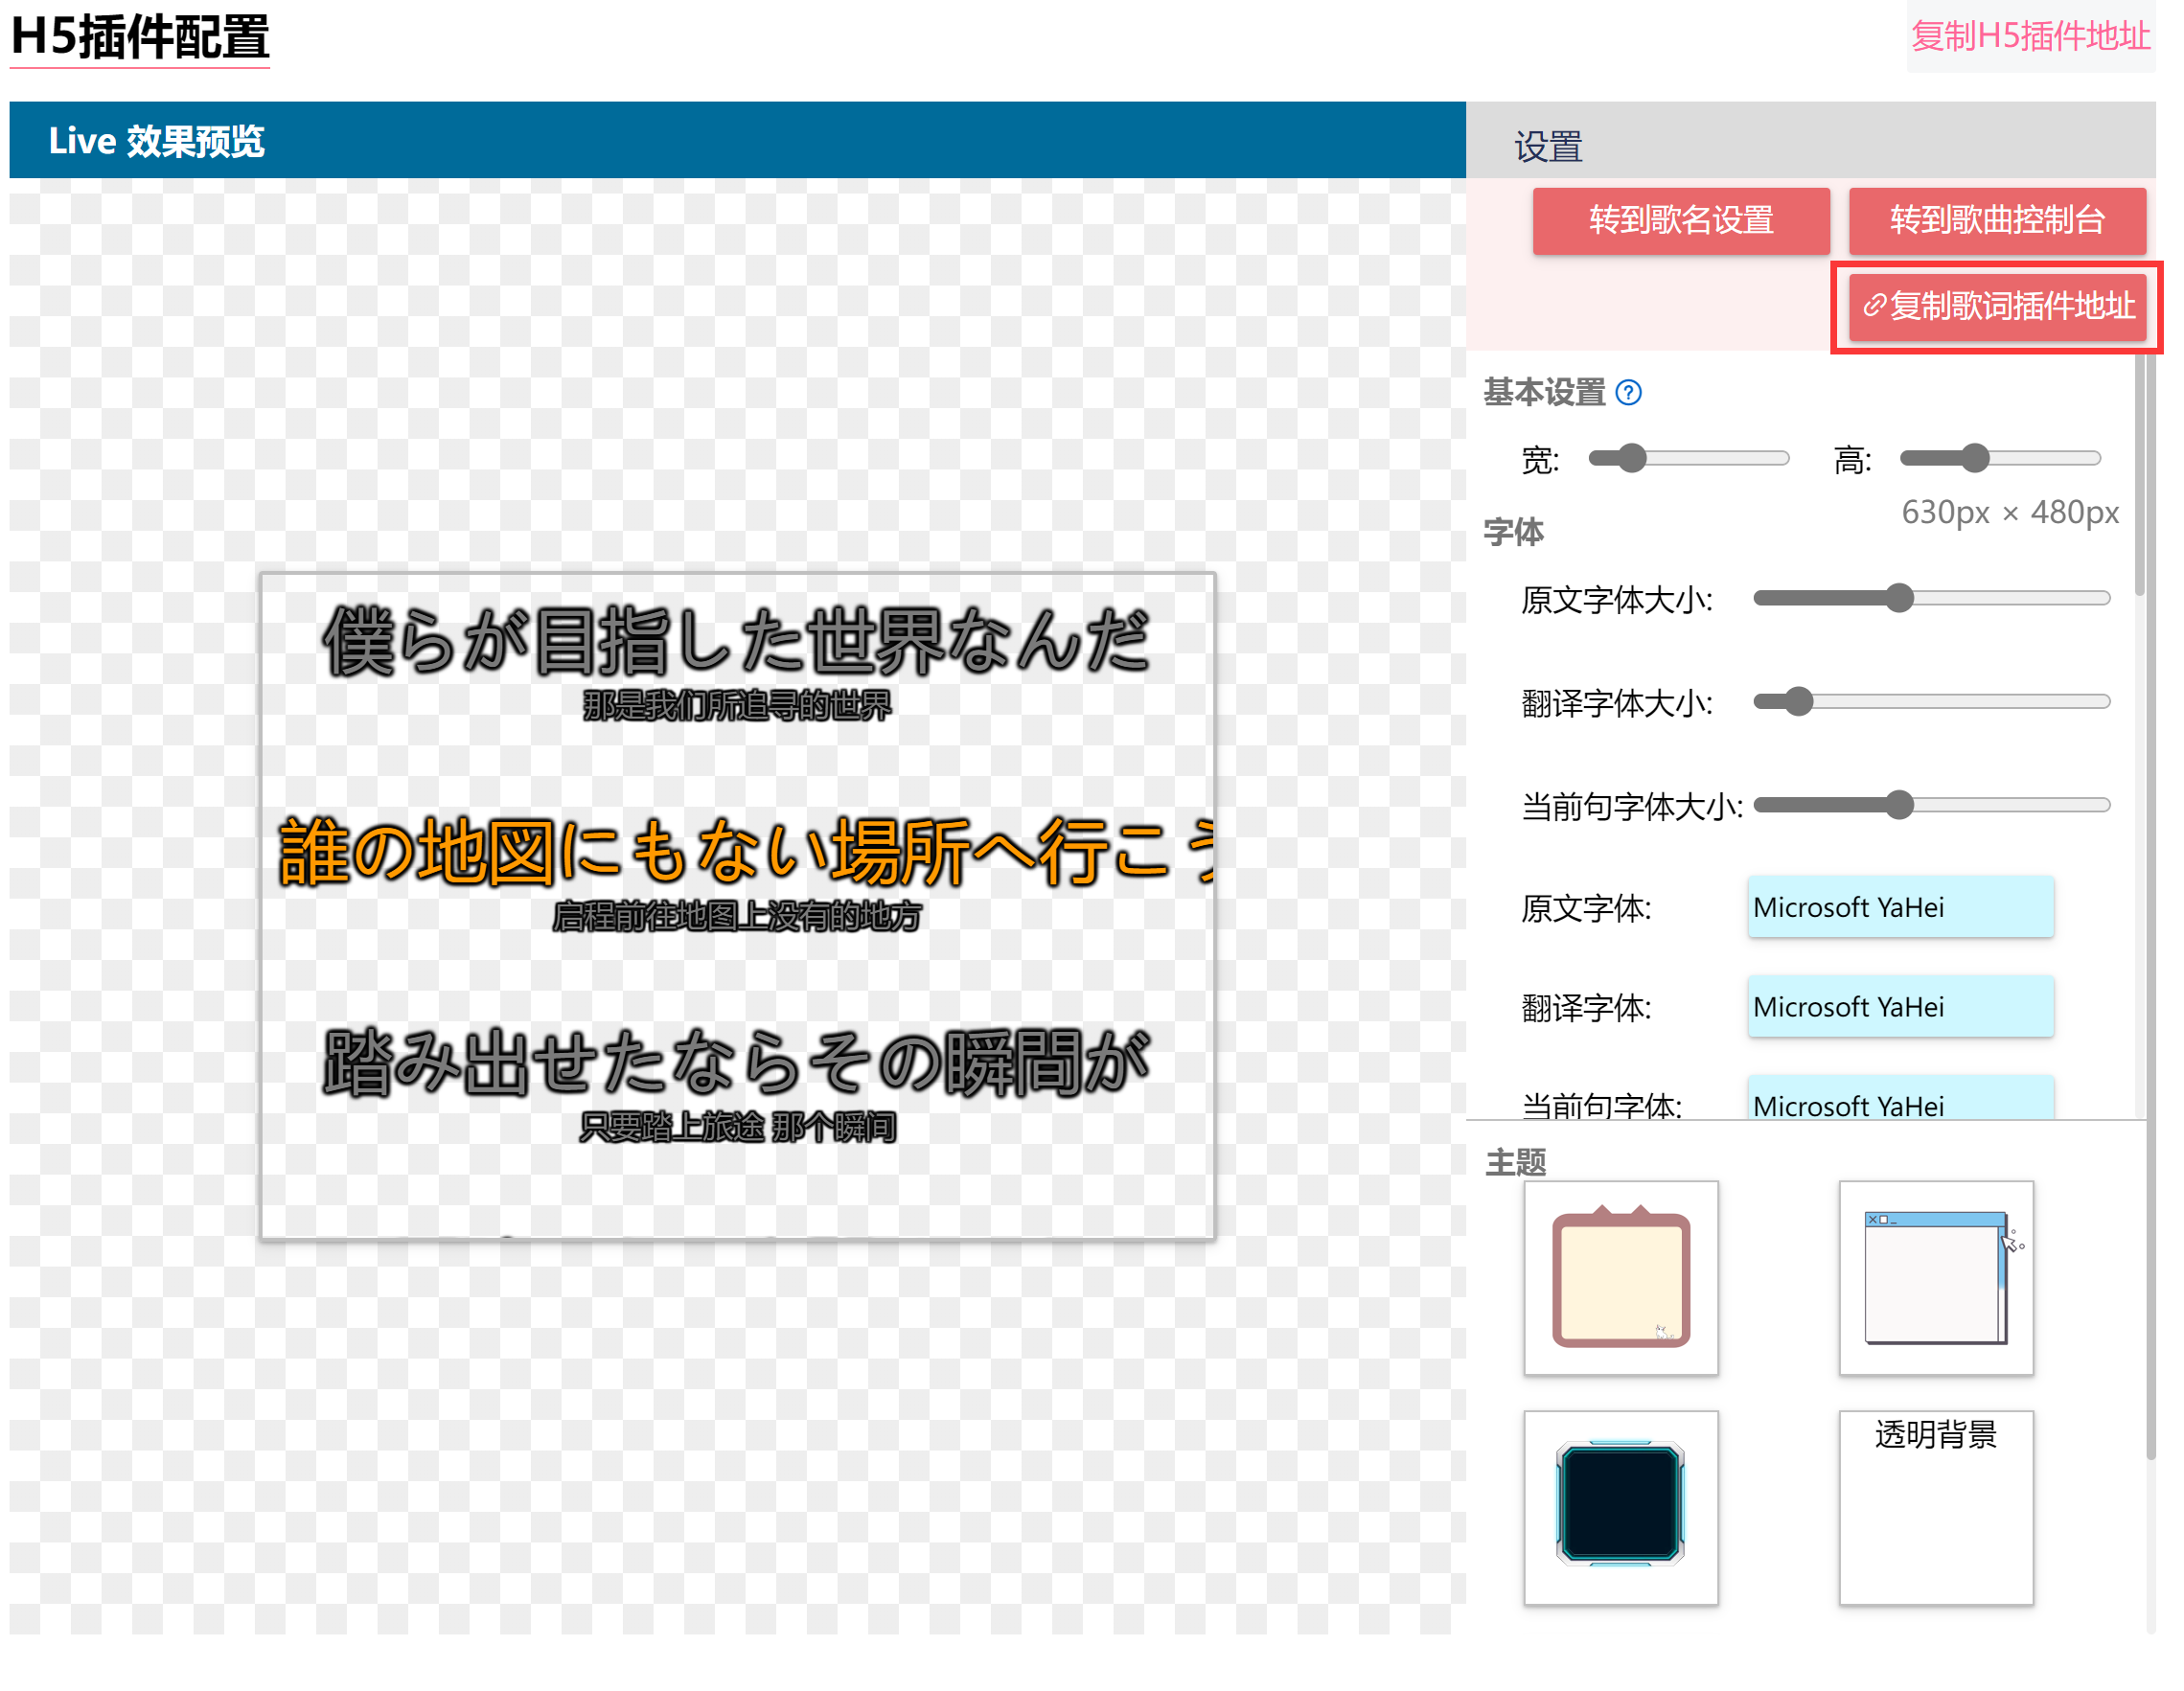 H5插件配置
复制H5插件地址
Live 效果预览
僕らが目指した世界なんだ
那是我们所追寻的世界
誰の地図にもない場所へ行こう
启程前往地图上没有的地方
踏み出せたならその瞬間が
只要踏上旅途 那个瞬间
设置
转到歌名设置
转到歌曲控制台
复制歌词插件地址
基本设置
宽:
高:
630px × 480px
字体
原文字体大小:
翻译字体大小:
当前句字体大小:
原文字体: Microsoft YaHei
翻译字体: Microsoft YaHei
当前句字体: Microsoft YaHei
主题
透明背景